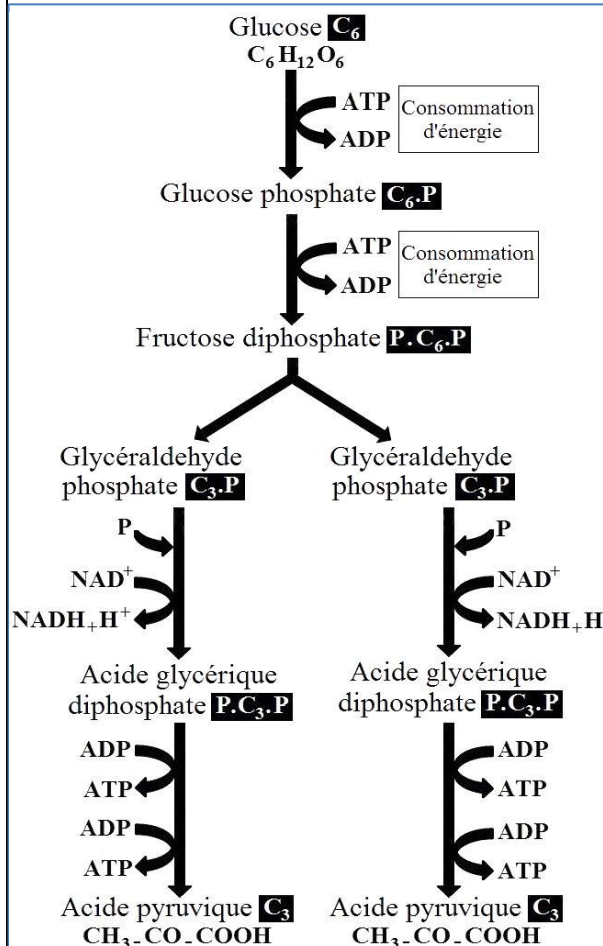 Glucose C₆
C₆H₁₂O₆
ATP
ADP
Consommation
d'énergie
Glucose phosphate C₆.P
ATP
ADP
Consommation
d'énergie
Fructose diphosphate P.C₆.P
Glycéraldehyde
phosphate C₃.P
P
NAD⁺
NADH+H⁺
Acide glycérique
diphosphate P.C₃.P
ADP
ATP
ADP
ATP
Acide pyruvique C₃
CH₃-CO-COOH
Glycéraldehyde
phosphate C₃.P
P
NAD⁺
NADH+H
Acide glycérique
diphosphate P.C₃.P
ADP
ATP
ADP
ATP
Acide pyruvique C₃
CH₃-CO-COOH